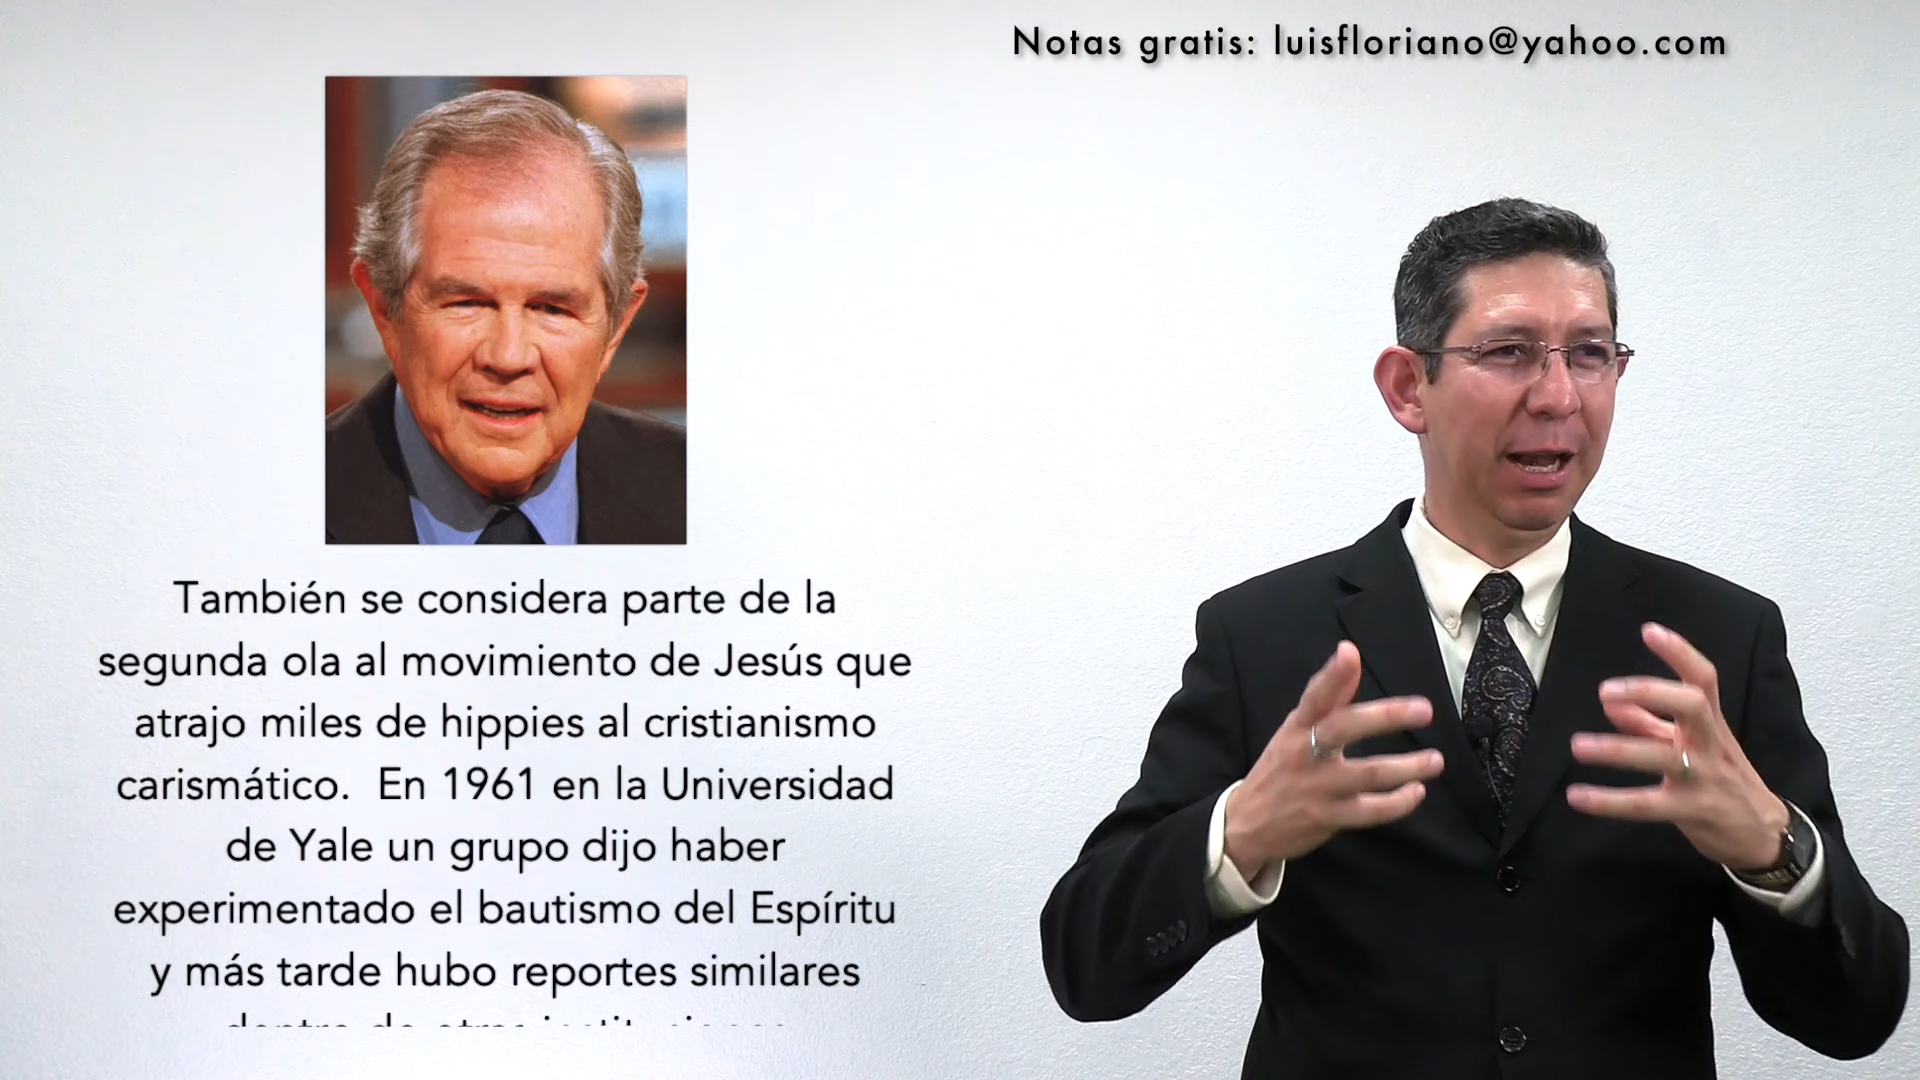 Notas gratis: luisfloriano@yahoo.com
También se considera parte de la
segunda ola al movimiento de Jesús que
atrajo miles de hippies al cristianismo
carismático. En 1961 en la Universidad
de Yale un grupo dijo haber
experimentado el bautismo del Espíritu
y más tarde hubo reportes similares